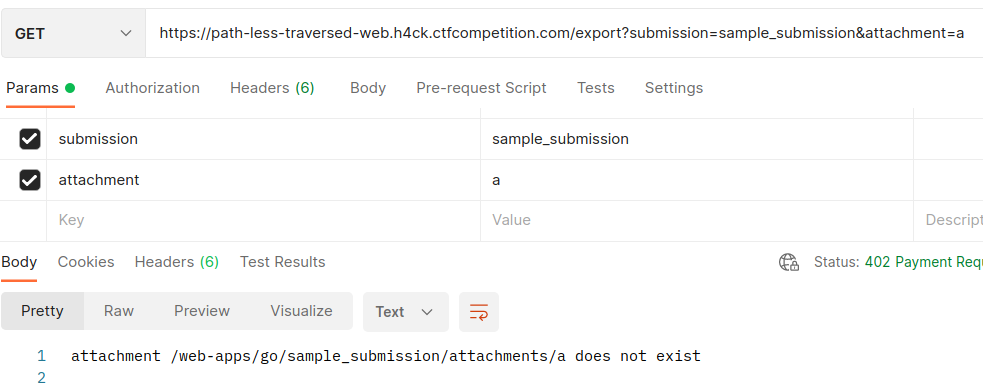 GET https://path-less-traversed-web.h4ck.ctfcompetition.com/export?submission=sample_submission&attachment=a
Params Authorization Headers (6) Body Pre-request Script Tests Settings
submission sample_submission
attachment a
Key Value Descript
Body Cookies Headers (6) Test Results Status: 402 Payment Requ
Pretty Raw Preview Visualize Text
1 attachment /web-apps/go/sample_submission/attachments/a does not exist
2